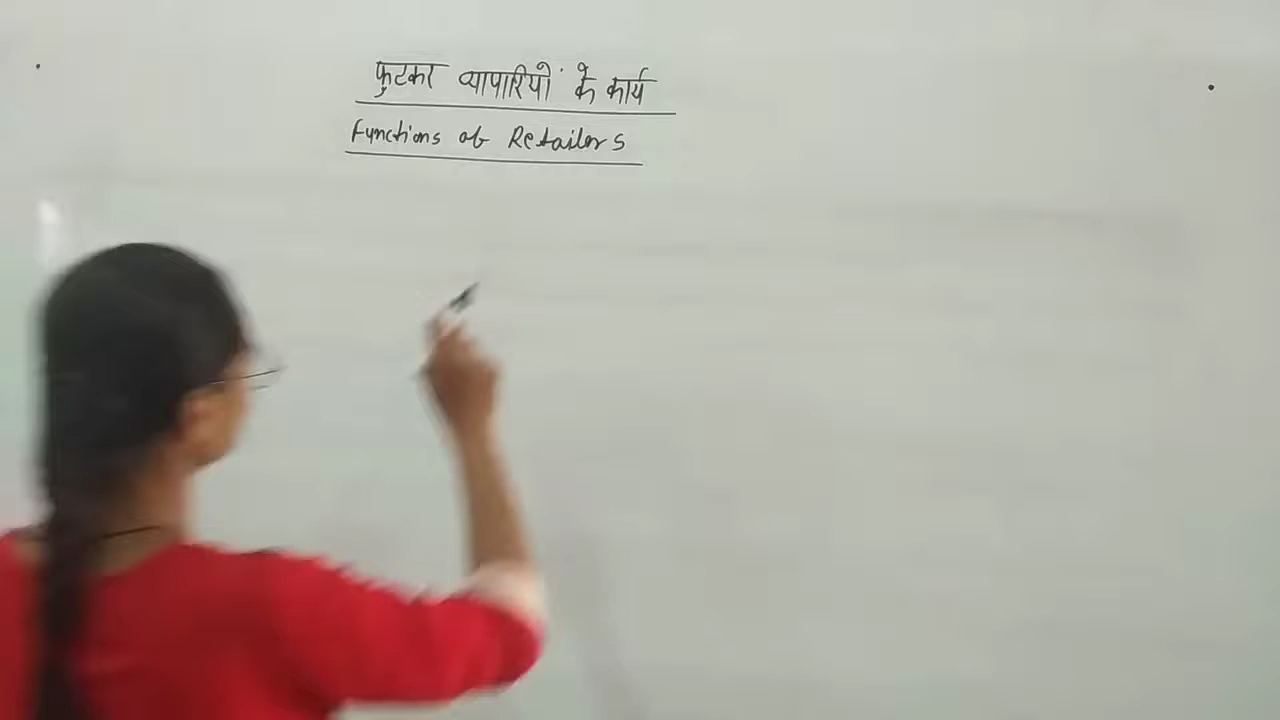 फुटकर व्यापारियों के कार्य
Functions of Retailers